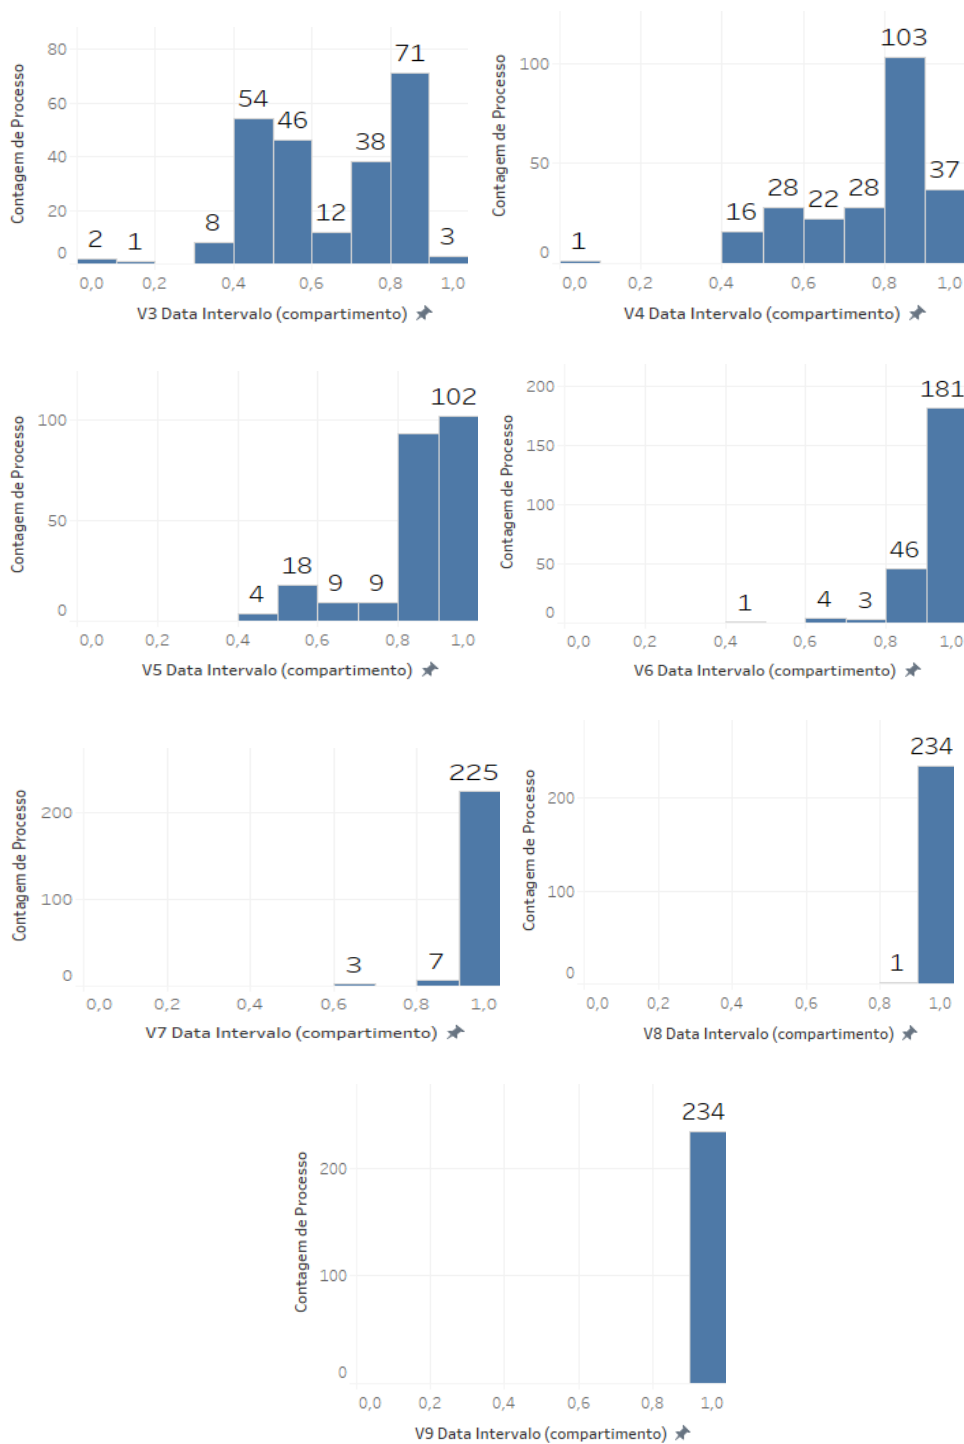 Contagem de Processo
80
60
40
20
0
2
1
8
54
46
12
38
71
3
0,0 0,2 0,4 0,6 0,8 1,0
V3 Data Intervalo (compartimento)
Contagem de Processo
100
50
0
1
16
28
22
28
103
37
0,0 0,2 0,4 0,6 0,8 1,0
V4 Data Intervalo (compartimento)
Contagem de Processo
100
50
0
4
18
9
9
102
0,0 0,2 0,4 0,6 0,8 1,0
V5 Data Intervalo (compartimento)
Contagem de Processo
200
150
100
50
0
1
4
3
46
181
0,0 0,2 0,4 0,6 0,8 1,0
V6 Data Intervalo (compartimento)
Contagem de Processo
200
100
0
3
7
225
0,0 0,2 0,4 0,6 0,8 1,0
V7 Data Intervalo (compartimento)
Contagem de Processo
200
100
0
1
234
0,0 0,2 0,4 0,6 0,8 1,0
V8 Data Intervalo (compartimento)
Contagem de Processo
200
100
0
234
0,0 0,2 0,4 0,6 0,8 1,0
V9 Data Intervalo (compartimento)